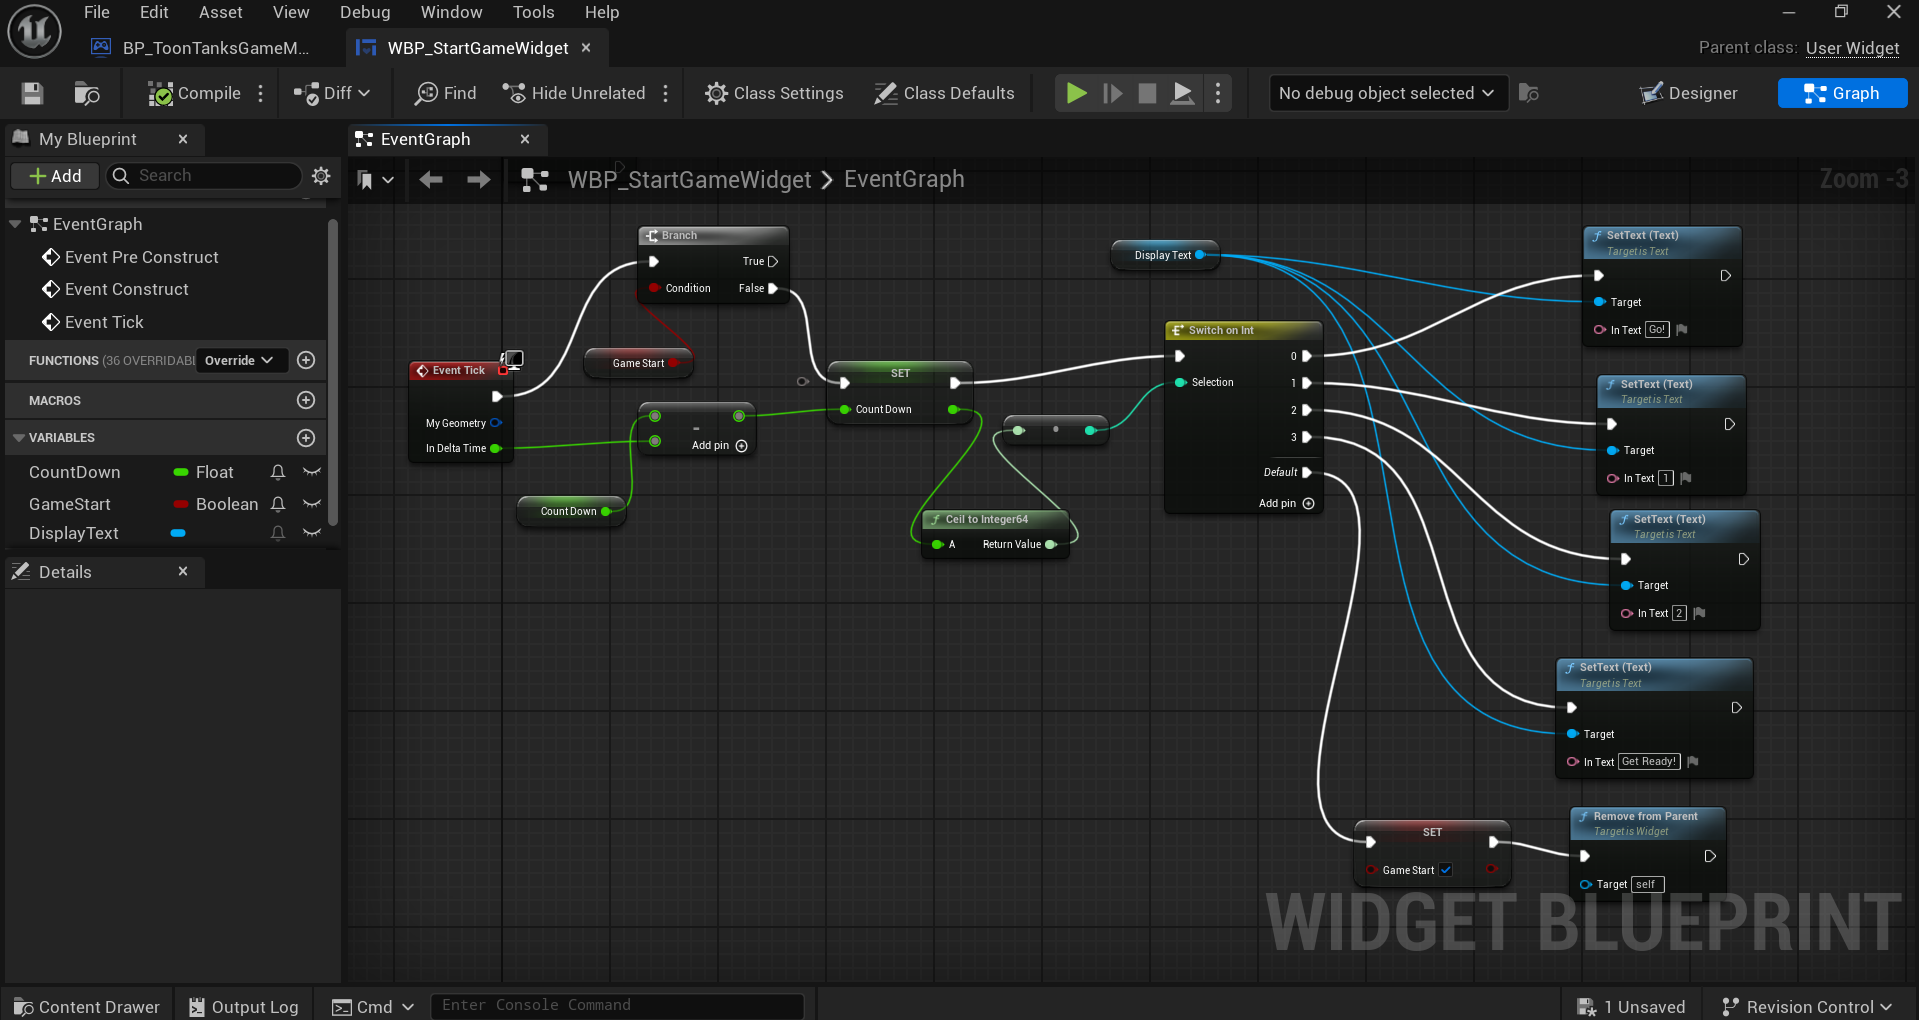 File Edit Asset View Debug Window Tools Help
BP_ToonTanksGameM...
WBP_StartGameWidget
Parent class: User Widget
Compile
Diff
Find
Hide Unrelated
Class Settings
Class Defaults
No debug object selected
Designer
Graph
My Blueprint
EventGraph
Add
Search
WBP_StartGameWidget > EventGraph
Zoom -3
EventGraph
Event Pre Construct
Event Construct
Event Tick
FUNCTIONS (36 OVERRIDABL
Override
MACROS
VARIABLES
CountDown Float
GameStart Boolean
DisplayText
Details
Branch
True
Condition False
Event Tick
My Geometry
In Delta Time
Game Start
-
Add pin
Count Down
SET
Count Down
Ceil to Integer64
A Return Value
Display Text
Switch on Int
0
Selection 1
2
3
Default
Add pin
SetText (Text)
Target is Text
Target
In Text Go!
SetText (Text)
Target is Text
Target
In Text 1
SetText (Text)
Target is Text
Target
In Text 2
SetText (Text)
Target is Text
Target
In Text Get Ready!
SET
Game Start
Remove from Parent
Target is Widget
Target self
WIDGET BLUEPRINT
Content Drawer
Output Log
Cmd
Enter Console Command
1 Unsaved
Revision Control